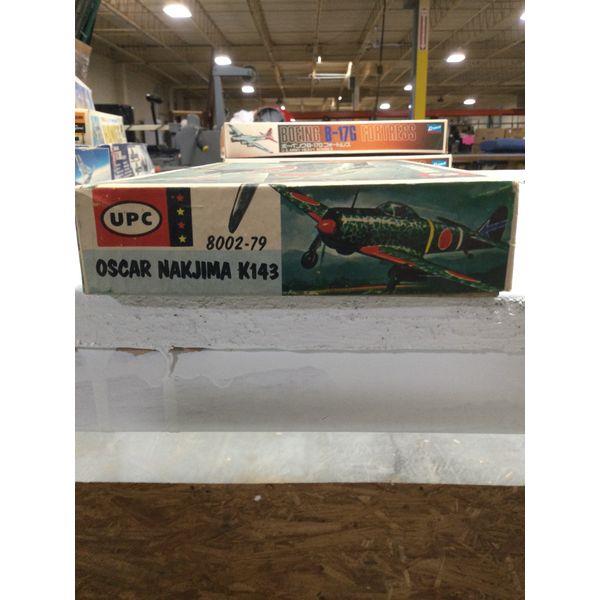 BOEING B-17G FORTRESS
UPC
8002-79
OSCAR NAKJIMA K143